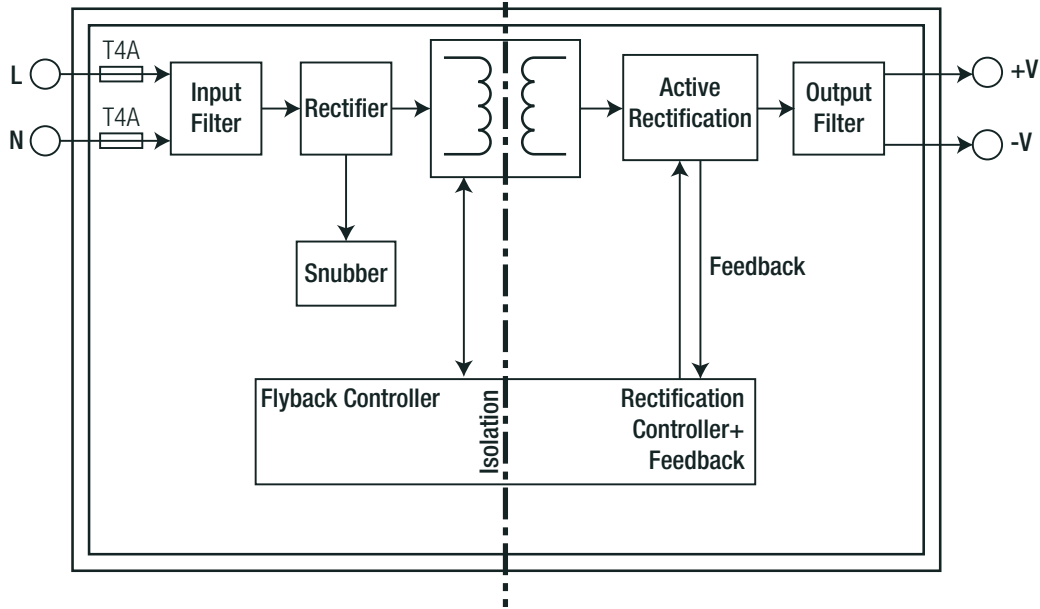 T4A
L
Input
Filter
Rectifier
Active
Rectification
Output
Filter
+V
T4A
N
-V
Snubber
Feedback
Flyback Controller
Isolation
Rectification
Controller+
Feedback